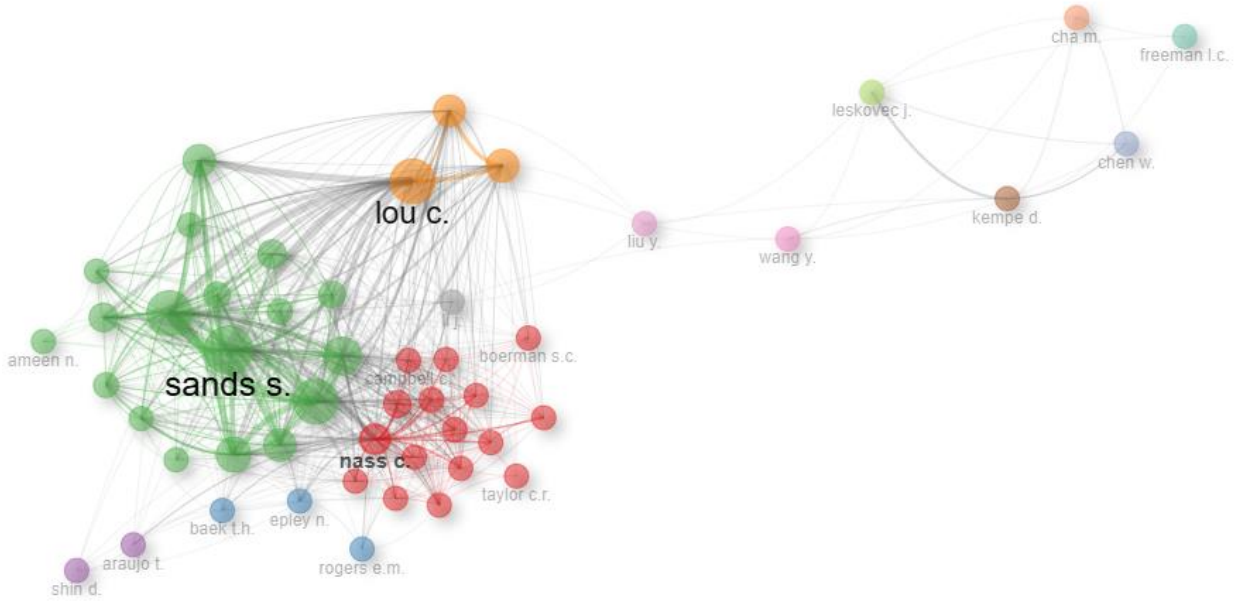 cha m.
freeman l.c.
leskovec j.
chen w.
lou c.
kempe d.
liu y.
wang y.
ameen n.
boerman s.c.
campbell c.
sands s.
nass c.
taylor c.r.
baek t.h.
epley n.
araujo t.
rogers e.m.
shin d.